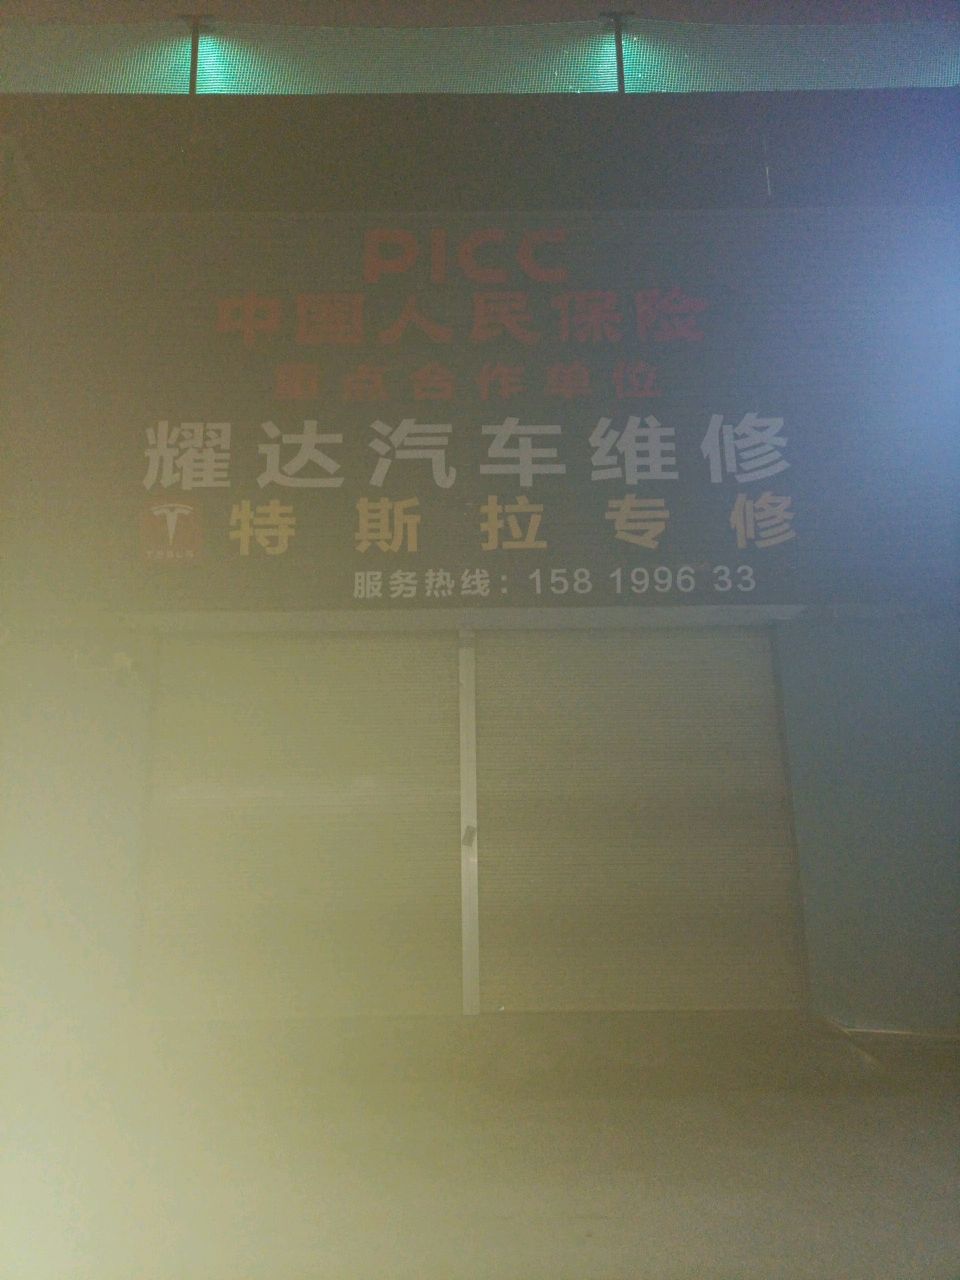 PICC
中国人民保险
重点合作单位
耀达汽车维修
特斯拉专修
TESLA
服务热线：158 1996 33